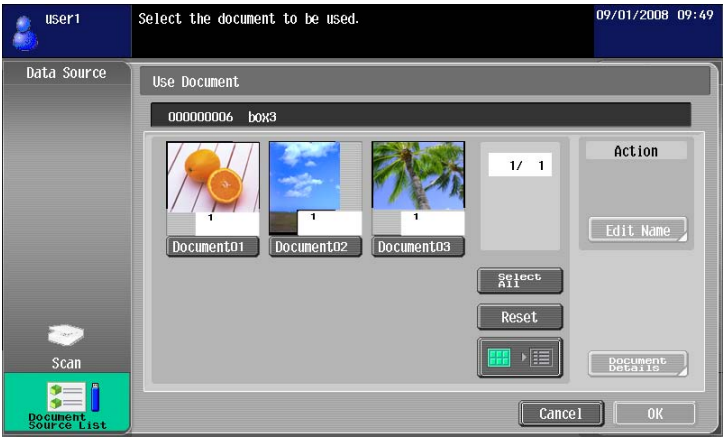 user1
Select the document to be used.
09/01/2008 09:49
Data Source
Use Document
000000006 box3
1/ 1
Action
1
1
1
Document01
Document02
Document03
Edit Name
Select
All
Reset
Scan
Document
Details
Document
Source List
Cancel
OK